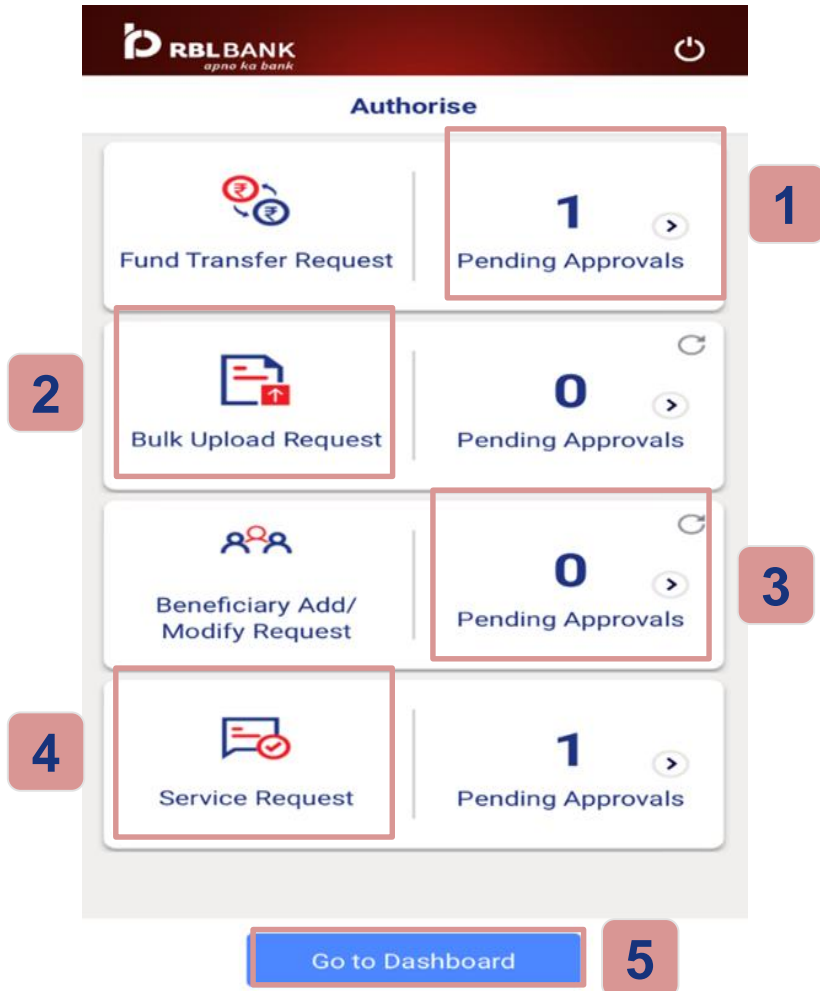 RBLBANK
apno ka bank
Authorise
1
Fund Transfer Request
Pending Approvals
1
2
Bulk Upload Request
0
Pending Approvals
Beneficiary Add/
Modify Request
0
Pending Approvals
3
4
Service Request
1
Pending Approvals
Go to Dashboard
5